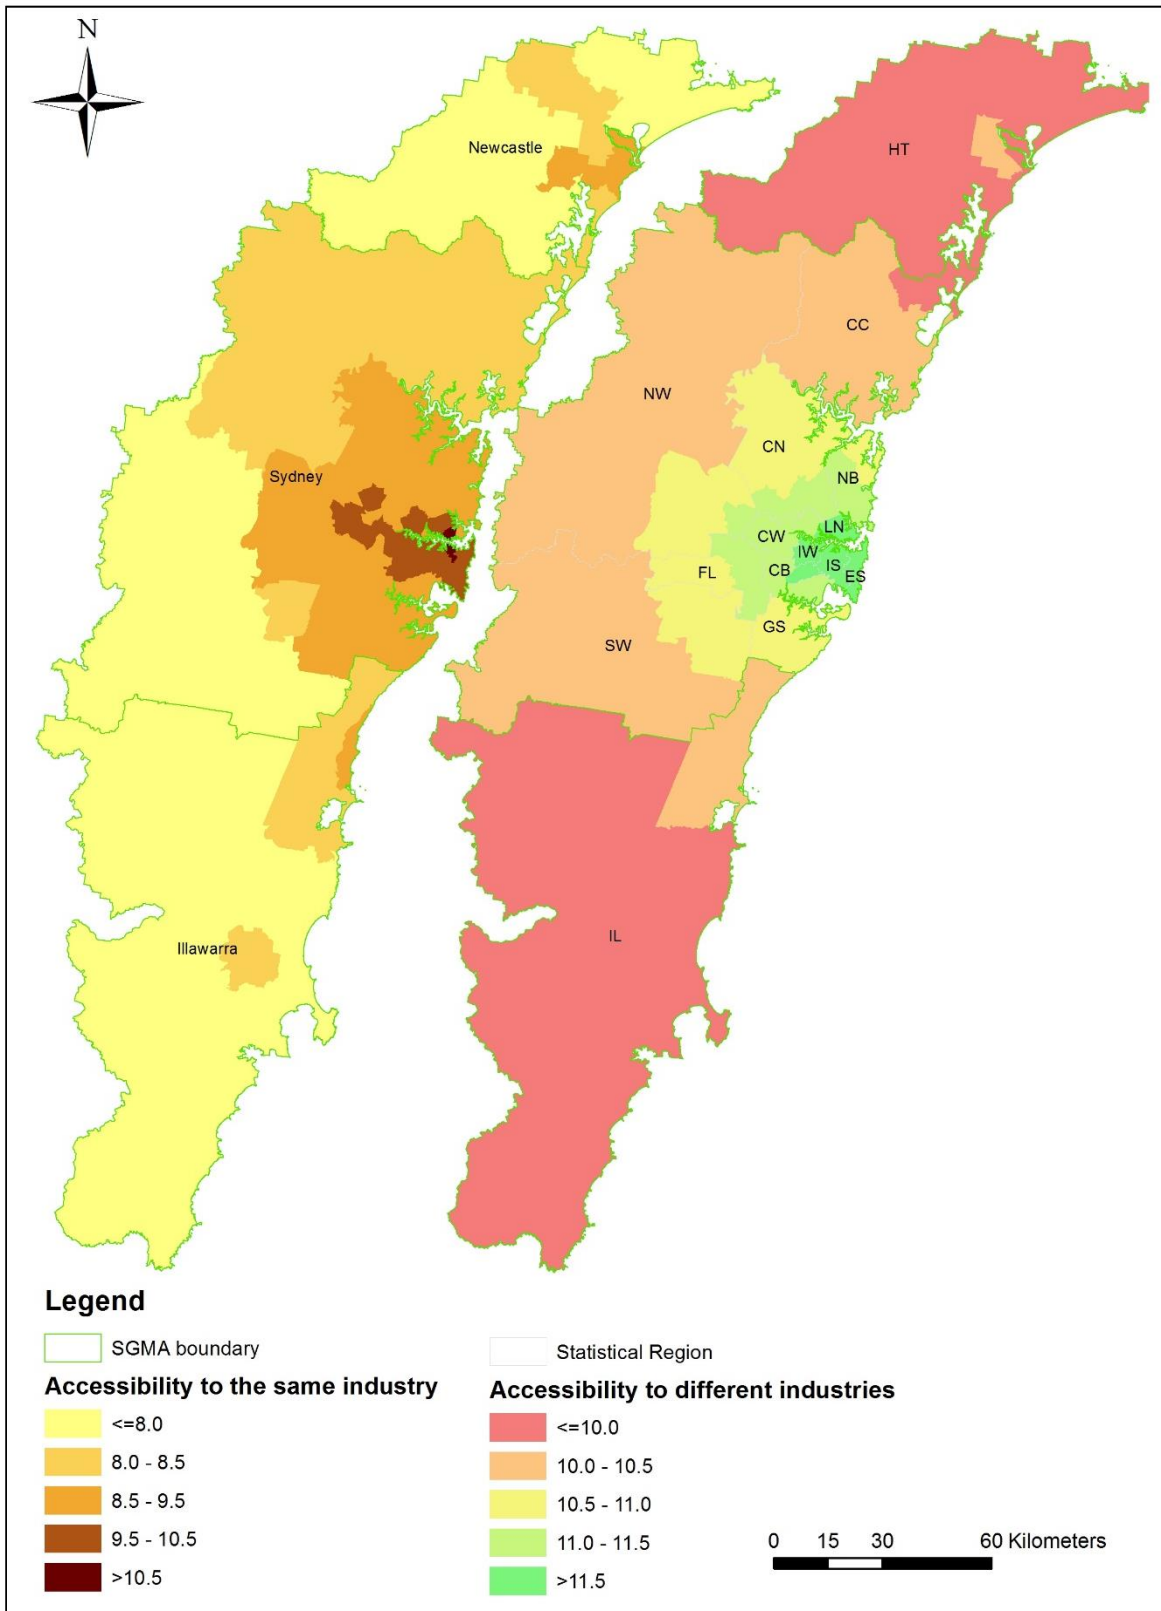 N
Newcastle
HT
CC
NW
CN
Sydney
NB
LN
CW
IW
IS
FL
CB
ES
GS
SW
Illawarra
IL
Legend
SGMA boundary
Statistical Region
Accessibility to the same industry
<=8.0
8.0 - 8.5
8.5 - 9.5
9.5 - 10.5
>10.5
Accessibility to different industries
<=10.0
10.0 - 10.5
10.5 - 11.0
11.0 - 11.5
>11.5
0 15 30 60 Kilometers